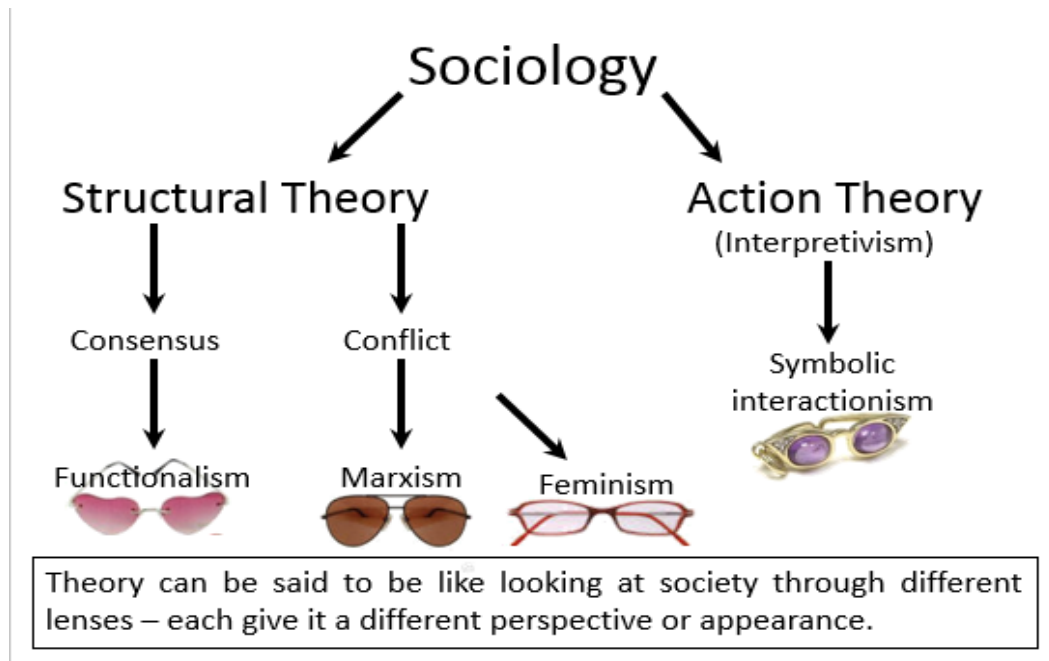 Sociology
Structural Theory
Action Theory
(Interpretivism)
Consensus
Conflict
Symbolic
interactionism
Functionalism
Marxism
Feminism
Theory can be said to be like looking at society through different
lenses – each give it a different perspective or appearance.